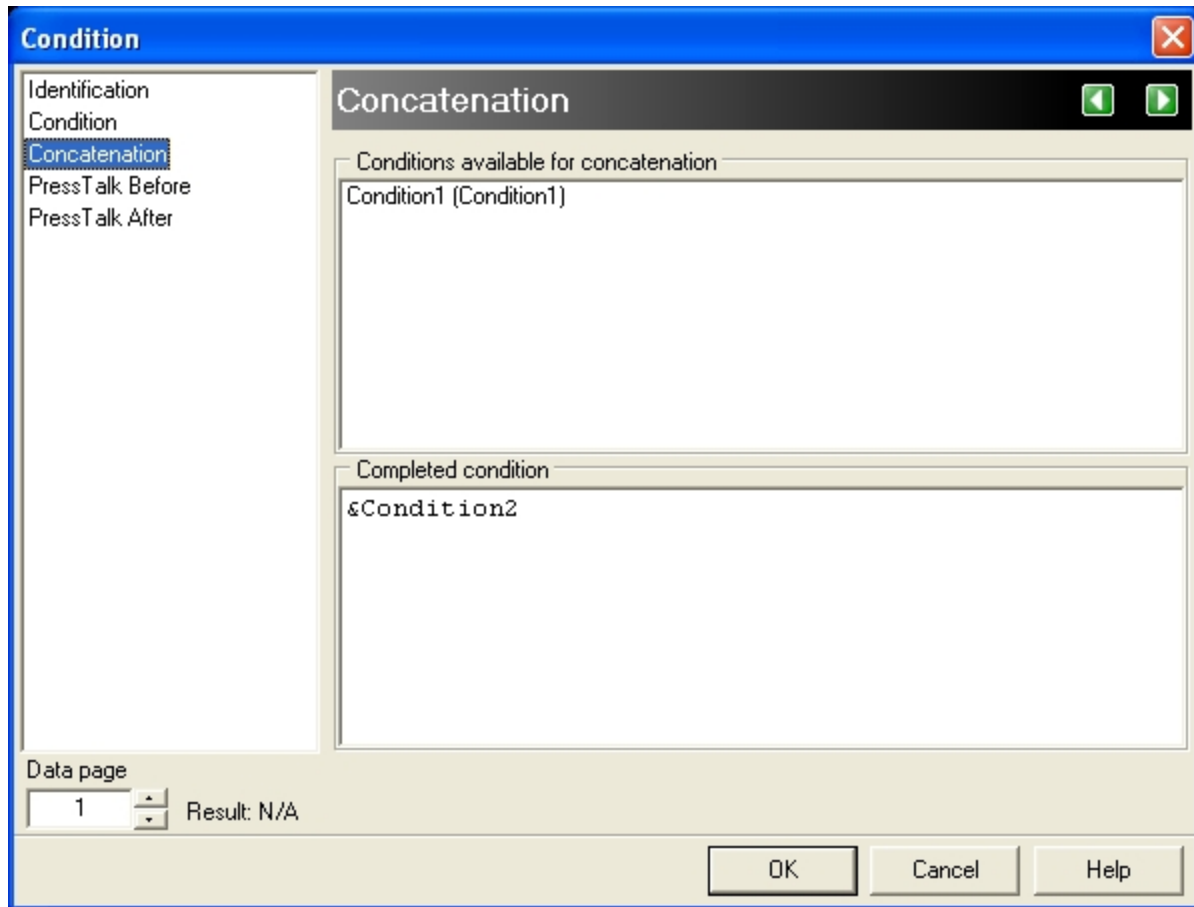 Condition
Identification
Condition
Concatenation
PressTalk Before
PressTalk After
Concatenation
Conditions available for concatenation
Condition1 (Condition1)
Completed condition
&Condition2
Data page
1
Result: N/A
OK
Cancel
Help